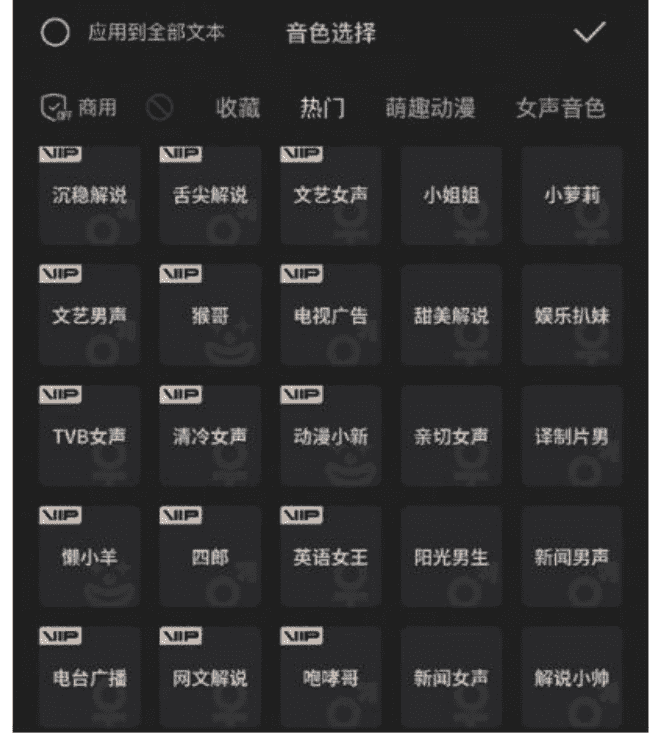 应用到全部文本 音色选择
OFF 商用 收藏 热门 萌趣动漫 女声音色
VIP VIP VIP
沉稳解说 舌尖解说 文艺女声 小姐姐 小萝莉
VIP VIP VIP
文艺男声 猴哥 电视广告 甜美解说 娱乐扒妹
VIP VIP VIP
TVB女声 清冷女声 动漫小新 亲切女声 译制片男
VIP VIP VIP
懒小羊 四郎 英语女王 阳光男生 新闻男声
VIP VIP VIP
电台广播 网文解说 咆哮哥 新闻女声 解说小帅